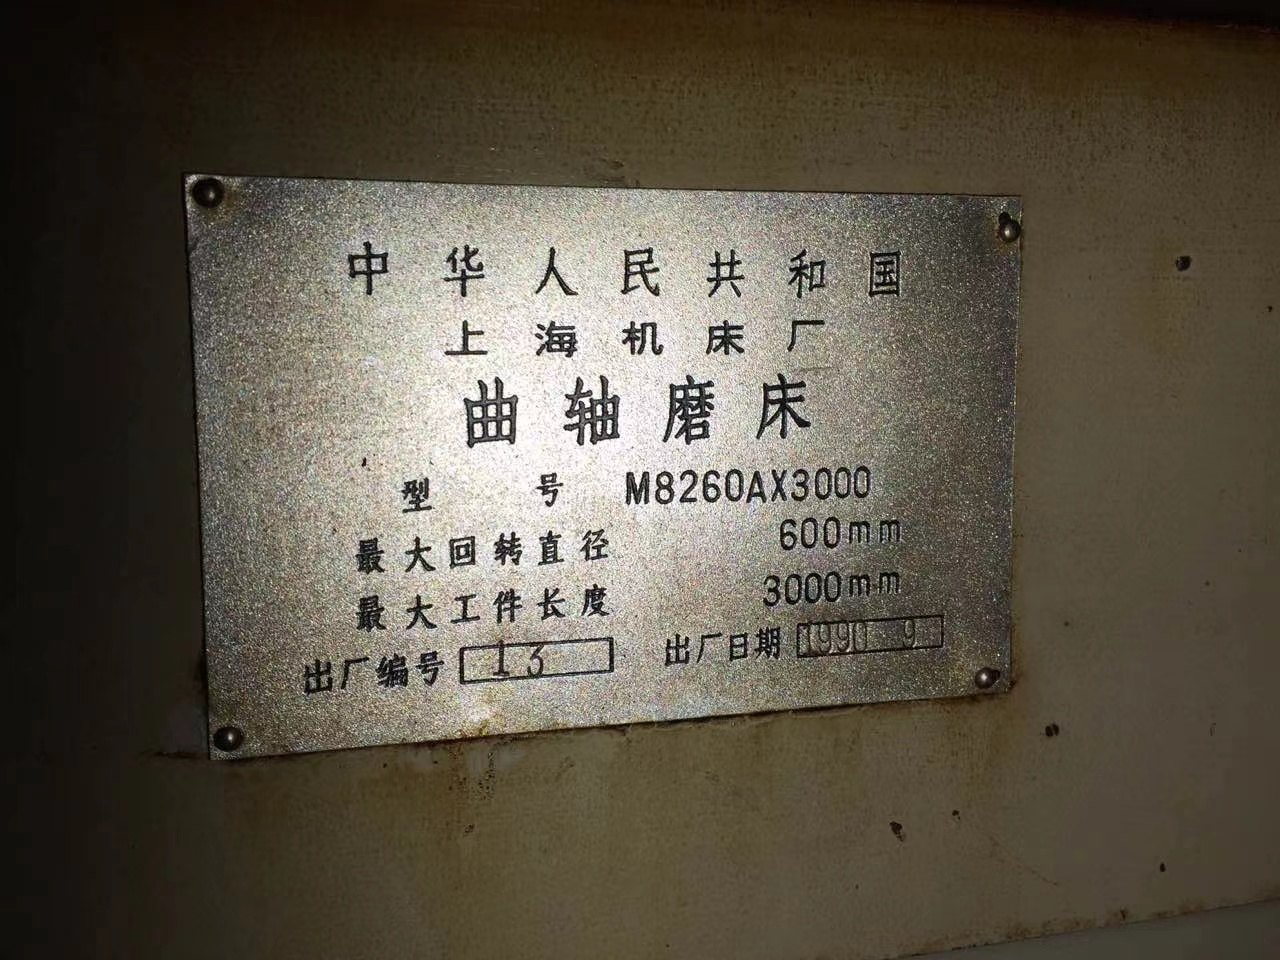 中华人民共和国
上海机床厂
曲轴磨床
型 号 M8260AX3000
最大回转直径 600mm
最大工件长度 3000mm
出厂编号 13 出厂日期 1990 9